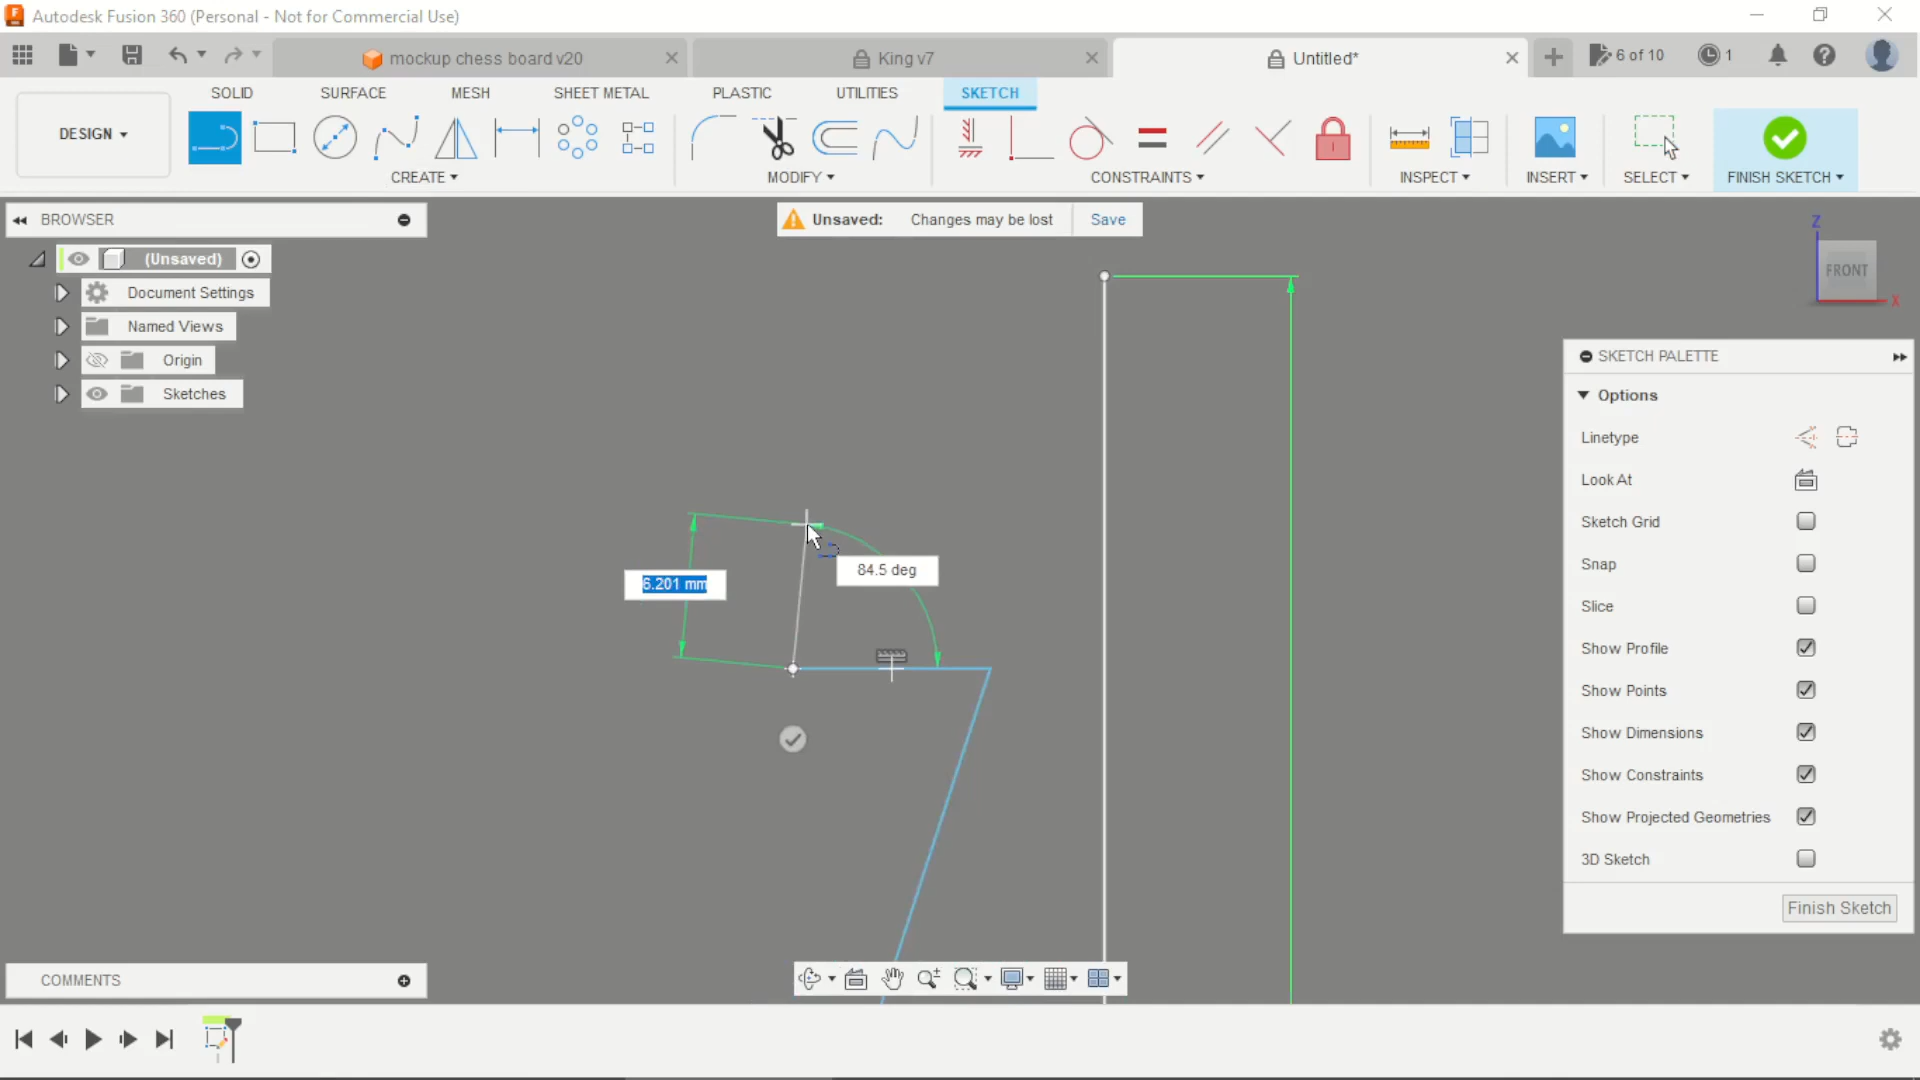 Autodesk Fusion 360 (Personal - Not for Commercial Use)
mockup chess board v20
King v7
Untitled*
6 of 10
1
SOLID
SURFACE
MESH
SHEET METAL
PLASTIC
UTILITIES
SKETCH
DESIGN
CREATE
MODIFY
CONSTRAINTS
INSPECT
INSERT
SELECT
FINISH SKETCH
BROWSER
Unsaved: Changes may be lost
Save
(Unsaved)
Document Settings
Named Views
Origin
Sketches
Z
FRONT
X
SKETCH PALETTE
Options
Linetype
Look At
Sketch Grid
Snap
Slice
Show Profile
Show Points
Show Dimensions
Show Constraints
Show Projected Geometries
3D Sketch
Finish Sketch
84.5 deg
6.201 mm
COMMENTS